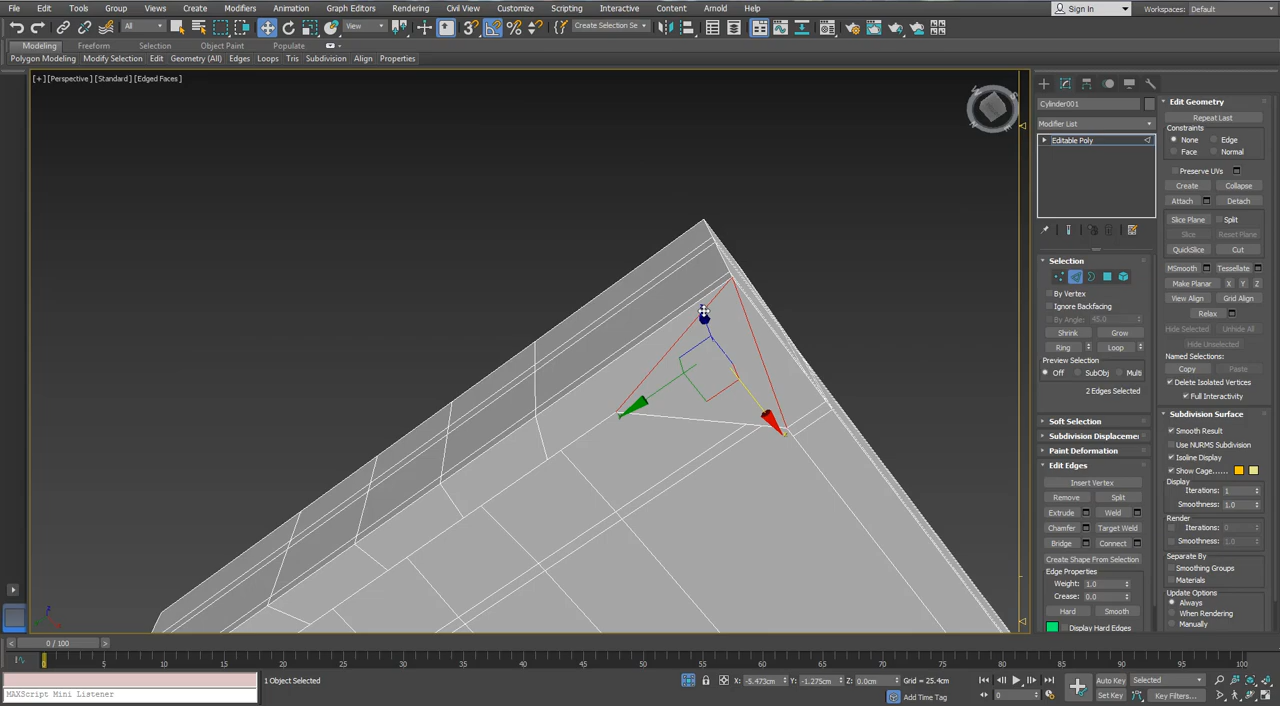 File Edit Tools Group Views Create Modifiers Animation Graph Editors Rendering Civil View Customize Scripting Interactive Content Arnold Help Sign In Workspaces: Default
All View Create Selection Se
Modeling Freeform Selection Object Paint Populate
Polygon Modeling Modify Selection Edit Geometry (All) Edges Loops Tris Subdivision Align Properties
[+] [Perspective] [Standard] [Edged Faces]
Cylinder001
Modifier List
Editable Poly
Selection
By Vertex
Ignore Backfacing
By Angle: 45.0
Shrink Grow
Ring Loop
Preview Selection
Off SubObj Multi
2 Edges Selected
Soft Selection
Subdivision Displaceme
Paint Deformation
Edit Edges
Insert Vertex
Remove Split
Extrude Weld
Chamfer Target Weld
Bridge Connect
Create Shape From Selection
Edge Properties
Weight: 1.0
Crease: 0.0
Hard Smooth
Display Hard Edges
Edit Geometry
Repeat Last
Constraints
None Edge
Face Normal
Preserve UVs
Create Collapse
Attach Detach
Slice Plane Split
Slice Reset Plane
QuickSlice Cut
MSmooth Tessellate
Make Planar X Y Z
View Align Grid Align
Relax
Hide Selected Unhide All
Hide Unselected
Named Selections:
Copy Paste
Delete Isolated Vertices
Full Interactivity
Subdivision Surface
Smooth Result
Use NURMS Subdivision
Isoline Display
Show Cage......
Display
Iterations: 1
Smoothness: 1.0
Render
Iterations: 0
Smoothness: 1.0
Separate By
Smoothing Groups
Materials
Update Options
Always
When Rendering
Manually
0 / 100
0 5 10 15 20 25 30 35 40 45 50 55 60 65 70 75 80 85 90 95 100
1 Object Selected X: -5.473cm Y: -1.275cm Z: 0.0cm Grid = 25.4cm Auto Key Selected
MAXScript Mini Listener Add Time Tag 0 Set Key Key Filters...